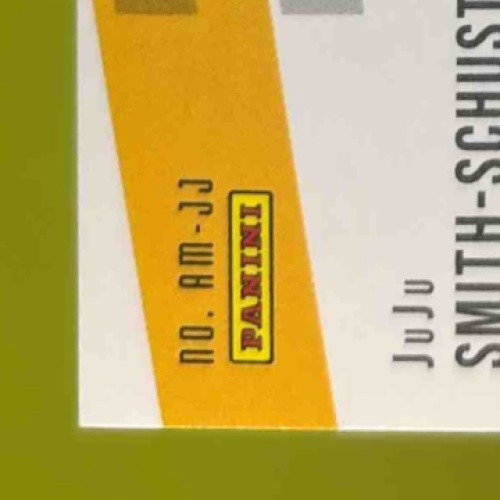 NO. AM-JJ
PANINI
JuJu
SMITH-SCHUST